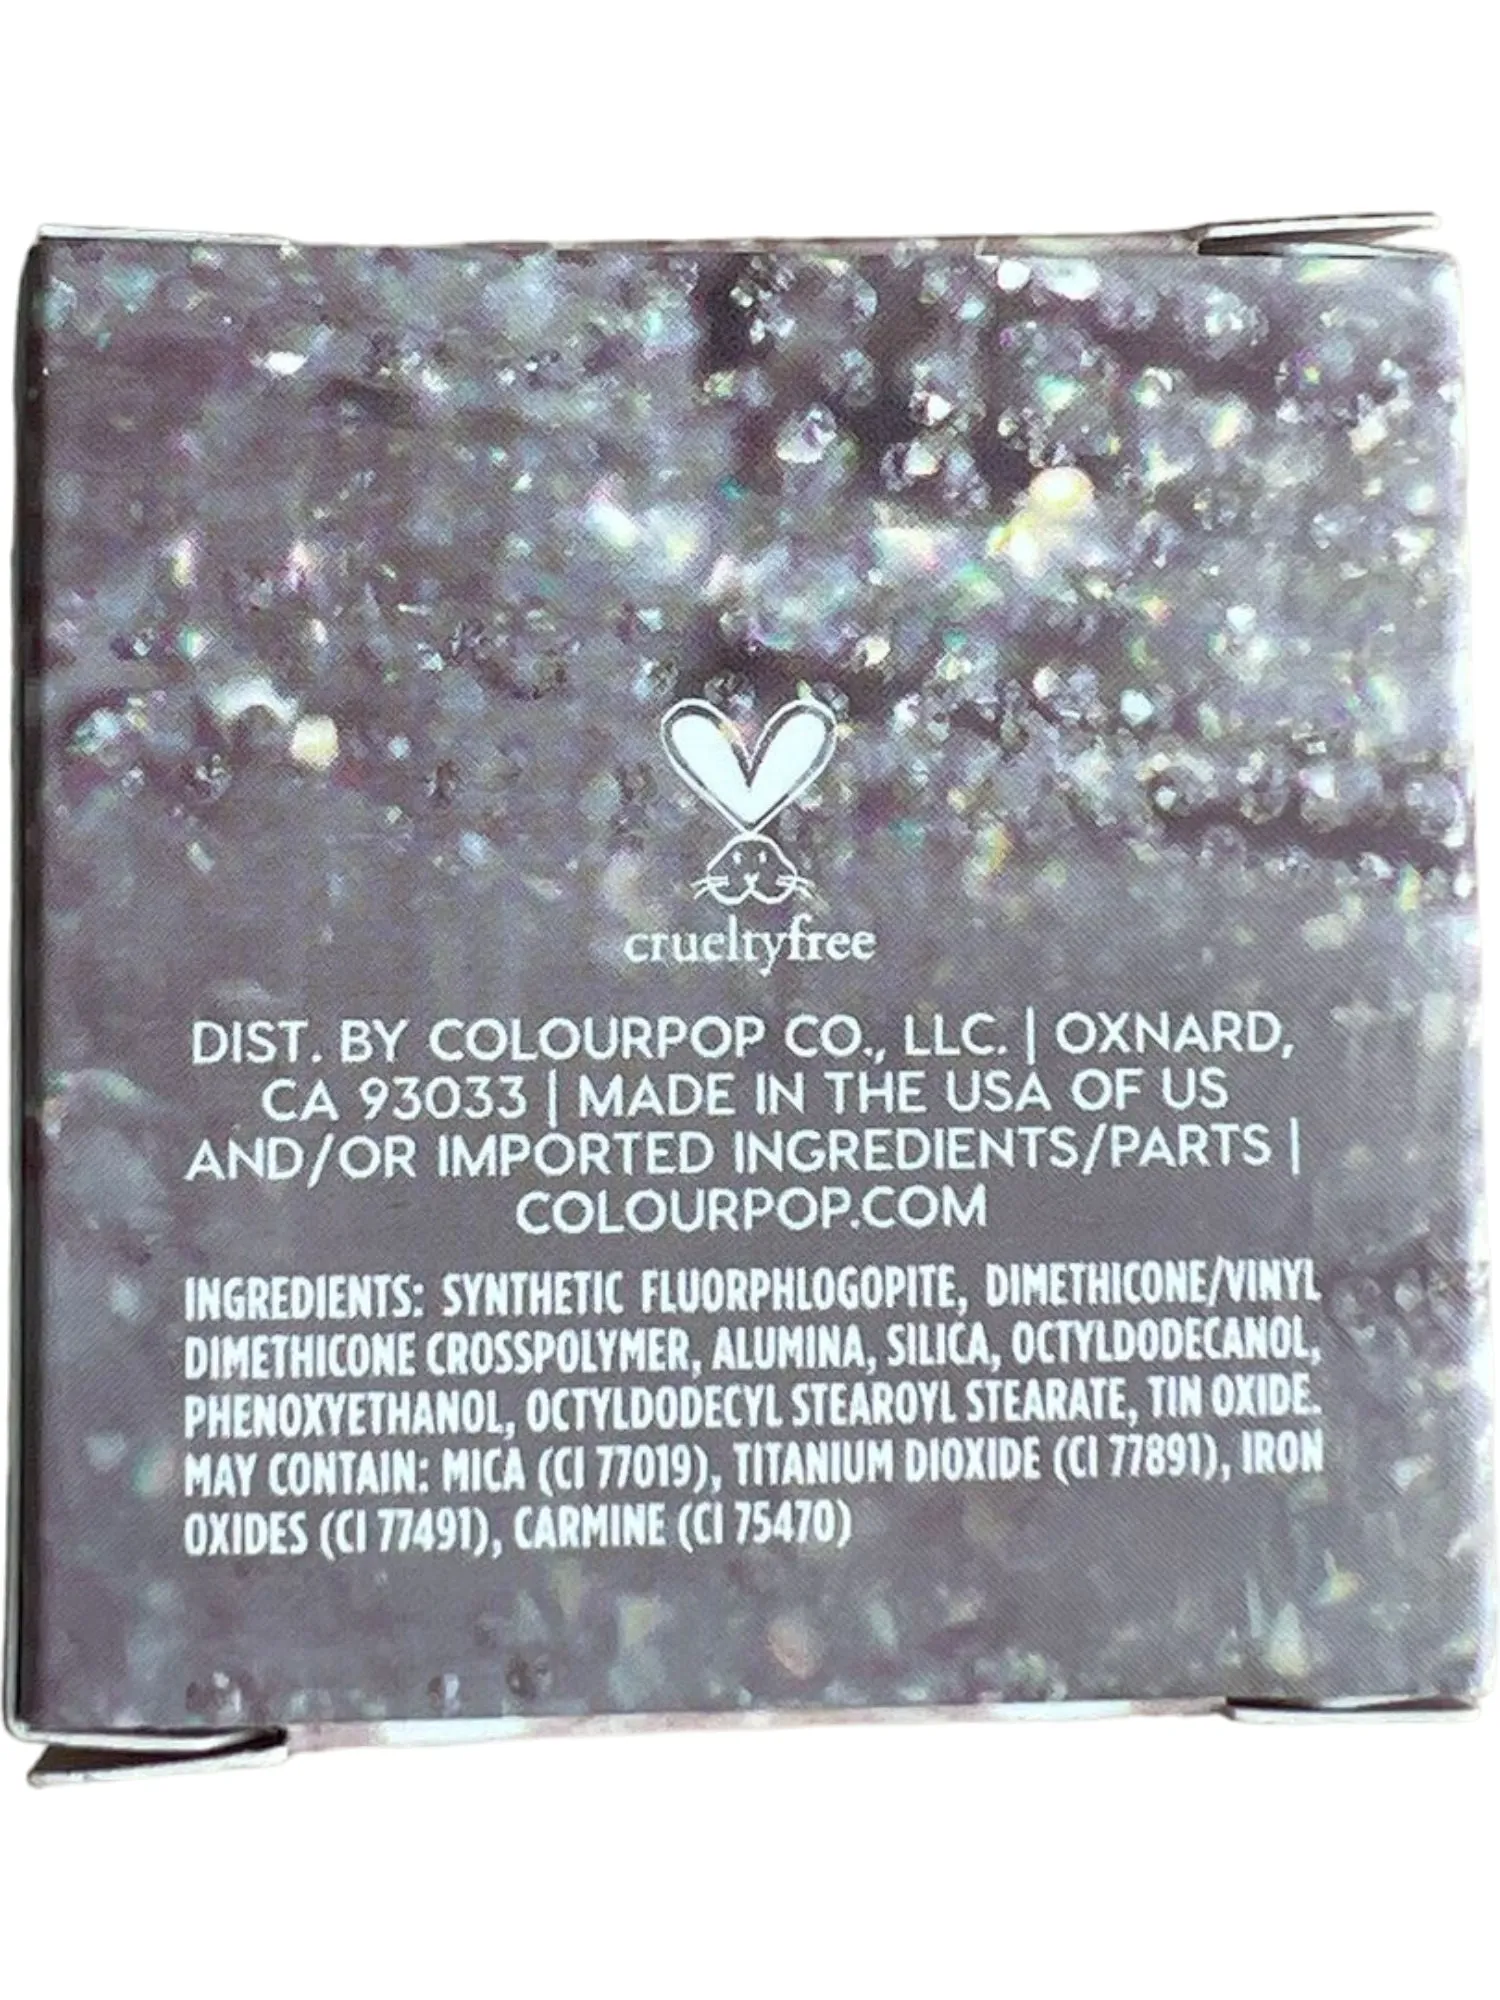 crueltyfree
DIST. BY COLOURPOP CO., LLC. | OXNARD,
CA 93033 | MADE IN THE USA OF US
AND/OR IMPORTED INGREDIENTS/PARTS |
COLOURPOP.COM
INGREDIENTS: SYNTHETIC FLUORPHLOGOPITE, DIMETHICONE/VINYL
DIMETHICONE CROSSPOLYMER, ALUMINA, SILICA, OCTYLDODECANOL,
PHENOXYETHANOL, OCTYLDODECYL STEAROYL STEARATE, TIN OXIDE.
MAY CONTAIN: MICA (CI 77019), TITANIUM DIOXIDE (CI 77891), IRON
OXIDES (CI 77491), CARMINE (CI 75470)